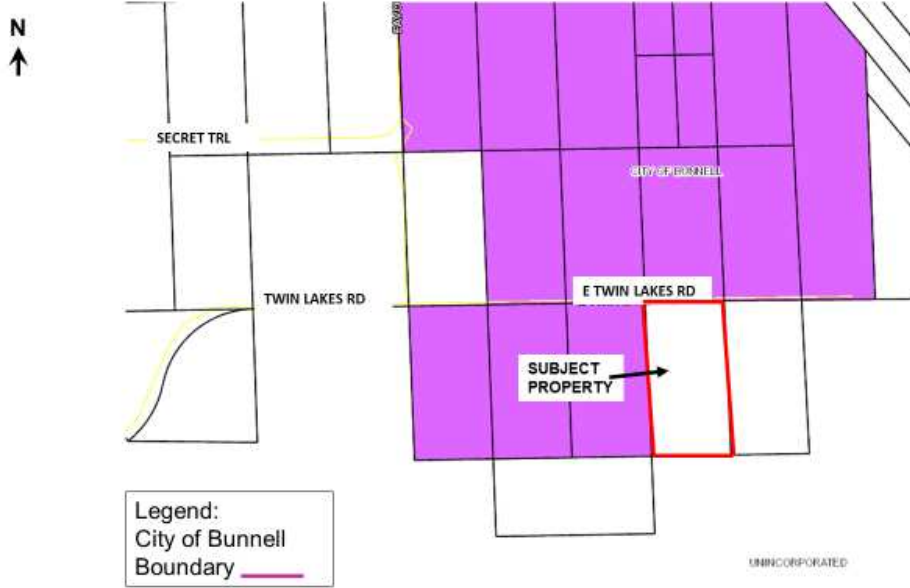 N
SECRET TRL
CITY OF BUNNELL
TWIN LAKES RD
E TWIN LAKES RD
SUBJECT
PROPERTY
Legend:
City of Bunnell
Boundary
UNINCORPORATED